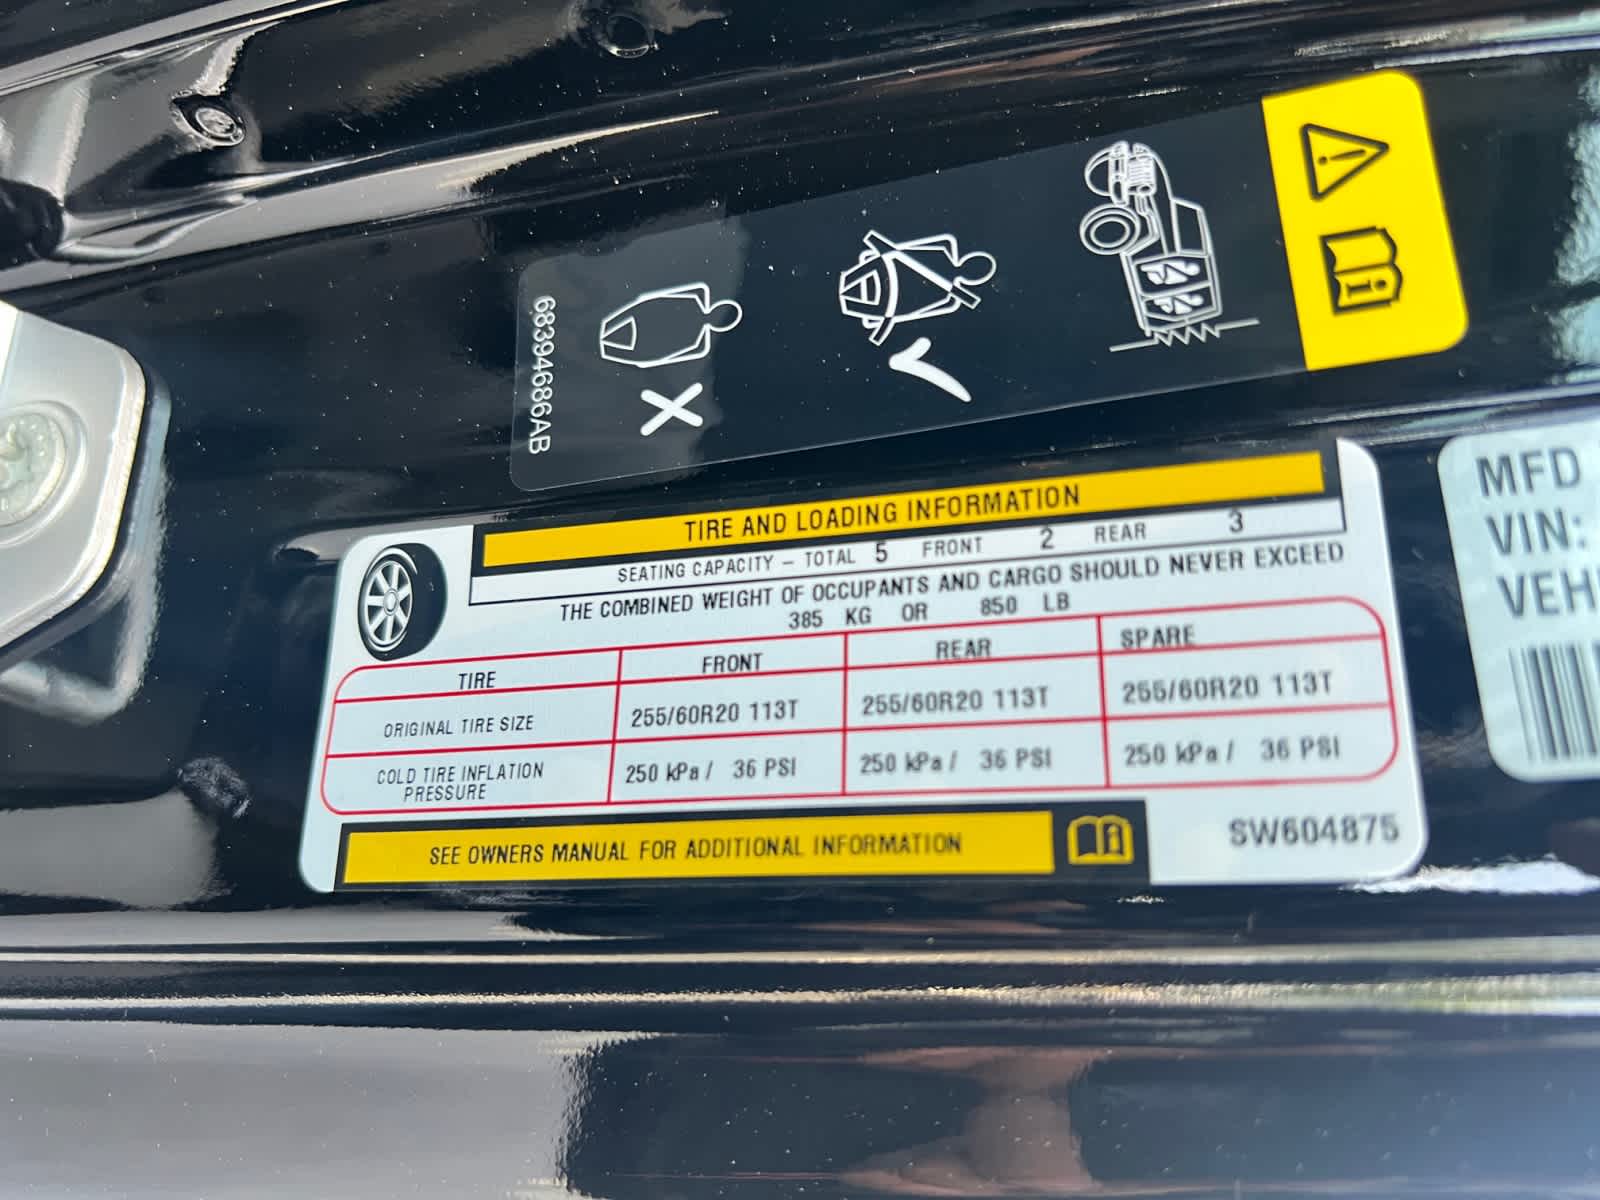 68394686AB
TIRE AND LOADING INFORMATION
SEATING CAPACITY – TOTAL 5 FRONT 2 REAR 3
THE COMBINED WEIGHT OF OCCUPANTS AND CARGO SHOULD NEVER EXCEED
385 KG OR 850 LB
TIRE FRONT REAR SPARE
ORIGINAL TIRE SIZE 255/60R20 113T 255/60R20 113T 255/60R20 113T
COLD TIRE INFLATION
PRESSURE 250 kPa / 36 PSI 250 kPa / 36 PSI 250 kPa / 36 PSI
SEE OWNERS MANUAL FOR ADDITIONAL INFORMATION
SW604875
MFD
VIN:
VEH